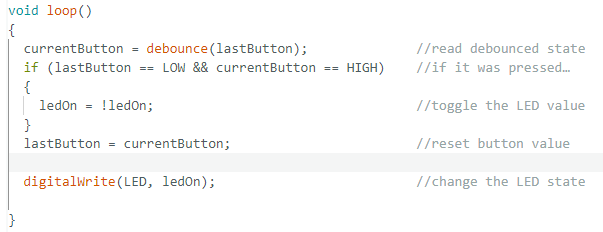 void loop()
{
currentButton = debounce(lastButton); //read debounced state
if (lastButton == LOW && currentButton == HIGH) //if it was pressed…
{
ledOn = !ledOn; //toggle the LED value
}
lastButton = currentButton; //reset button value
digitalWrite(LED, ledOn); //change the LED state
}